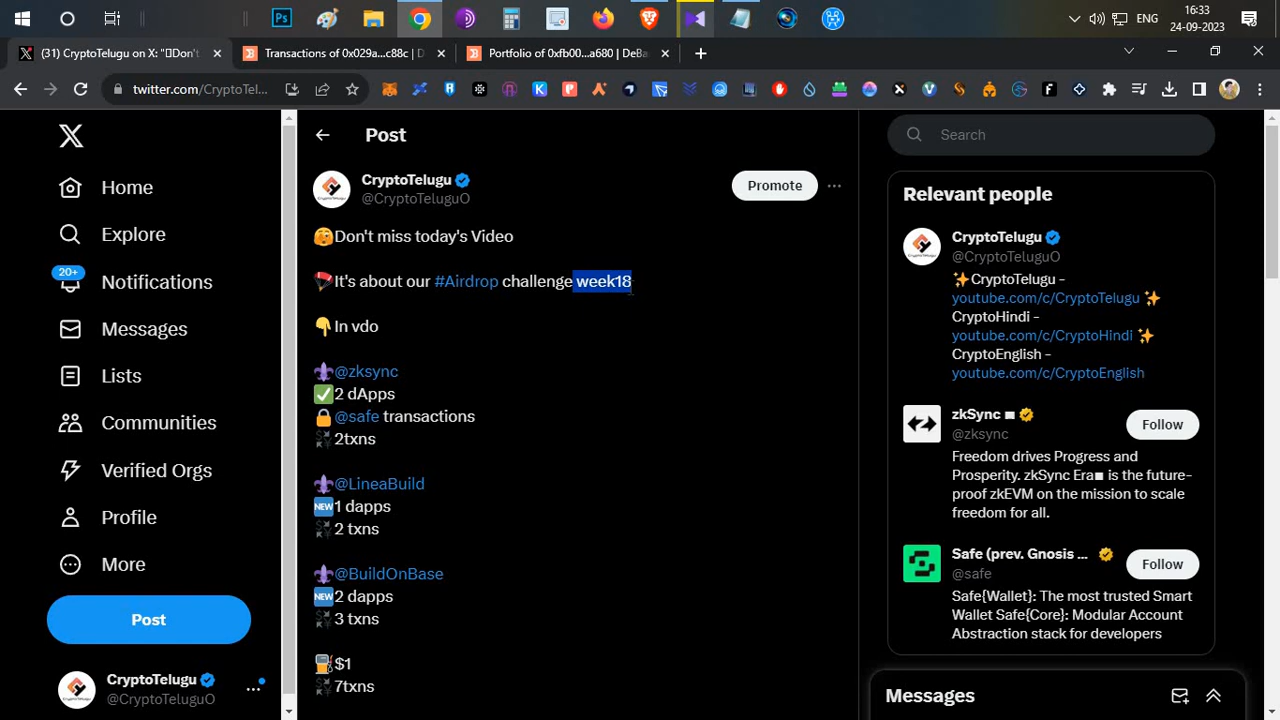 16:33
ENG
24-09-2023
(31) CryptoTelugu on X: "▯Don't
Transactions of 0x029a...c88c | D
Portfolio of 0xfb00...a680 | DeBa
twitter.com/CryptoTel...
Post
Search
Home
Explore
20+
Notifications
Messages
Lists
Communities
Verified Orgs
Profile
More
Post
CryptoTelugu
@CryptoTeluguO
CryptoTelugu
@CryptoTeluguO
Promote
🫣Don't miss today's Video
🪂It's about our #Airdrop challenge week18
👇In vdo
⚜@zksync
✅2 dApps
🔒@safe transactions
💱2txns
⚜@LineaBuild
🆕1 dapps
💱2 txns
⚜@BuildOnBase
🆕2 dapps
💱3 txns
⛽$1
💱7txns
Relevant people
CryptoTelugu
@CryptoTeluguO
✨CryptoTelugu -
youtube.com/c/CryptoTelugu ✨
CryptoHindi -
youtube.com/c/CryptoHindi ✨
CryptoEnglish -
youtube.com/c/CryptoEnglish
zkSync ∎
@zksync
Follow
Freedom drives Progress and
Prosperity. zkSync Era∎ is the future-
proof zkEVM on the mission to scale
freedom for all.
Safe (prev. Gnosis ...
@safe
Follow
Safe{Wallet}: The most trusted Smart
Wallet Safe{Core}: Modular Account
Abstraction stack for developers
Messages